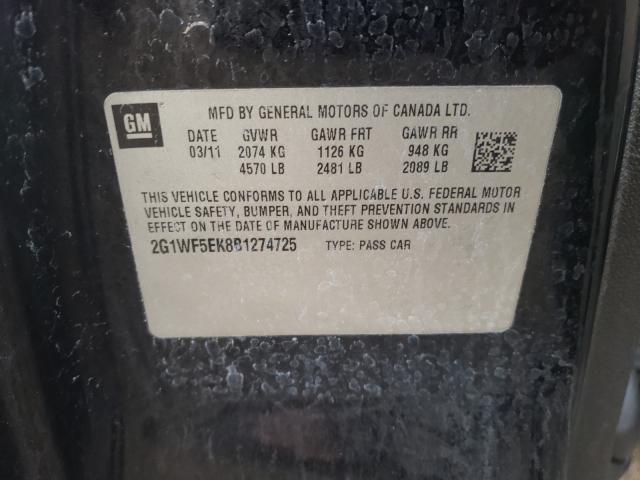 GM
MFD BY GENERAL MOTORS OF CANADA LTD.
DATE GVWR GAWR FRT GAWR RR
03/11 2074 KG 1126 KG 948 KG
4570 LB 2481 LB 2089 LB
THIS VEHICLE CONFORMS TO ALL APPLICABLE U.S. FEDERAL MOTOR
VEHICLE SAFETY, BUMPER, AND THEFT PREVENTION STANDARDS IN
EFFECT ON THE DATE OF MANUFACTURE SHOWN ABOVE.
2G1WF5EK8B1274725 TYPE: PASS CAR